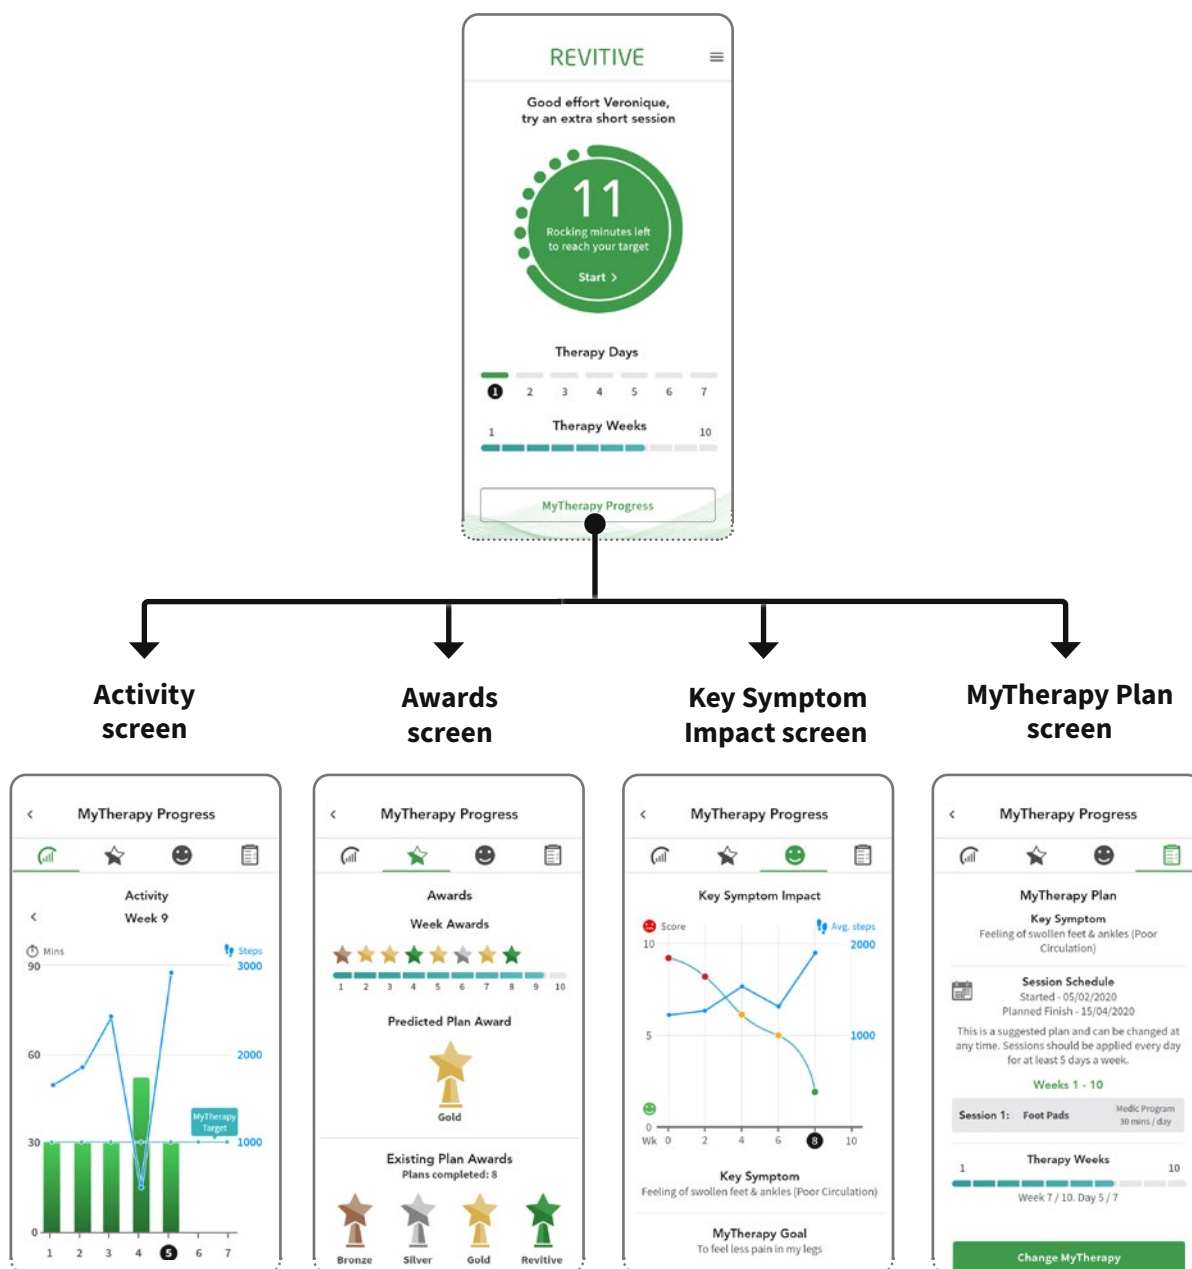 REVITIVE
Good effort Veronique,
try an extra short session
11
Rocking minutes left
to reach your target
Start >
Therapy Days
1 2 3 4 5 6 7
Therapy Weeks
1 10
MyTherapy Progress
Activity
screen
Awards
screen
Key Symptom
Impact screen
MyTherapy Plan
screen
MyTherapy Progress
Activity
Week 9
Mins Steps
90 3000
60 2000
MyTherapy
Target
30 1000
0
1 2 3 4 5 6 7
MyTherapy Progress
Awards
Week Awards
1 2 3 4 5 6 7 8 9 10
Predicted Plan Award
Gold
Existing Plan Awards
Plans completed: 8
Bronze Silver Gold Revitive
MyTherapy Progress
Key Symptom Impact
Score Avg. steps
10 2000
5 1000
0
Wk 0 2 4 6 8 10
Key Symptom
Feeling of swollen feet & ankles (Poor Circulation)
MyTherapy Goal
To feel less pain in my legs
MyTherapy Progress
MyTherapy Plan
Key Symptom
Feeling of swollen feet & ankles (Poor
Circulation)
Session Schedule
Started - 05/02/2020
Planned Finish - 15/04/2020
This is a suggested plan and can be changed at
any time. Sessions should be applied every day
for at least 5 days a week.
Weeks 1 - 10
Session 1: Foot Pads Medic Program
30 mins / day
Therapy Weeks
1 10
Week 7 / 10. Day 5 / 7
Change MyTherapy